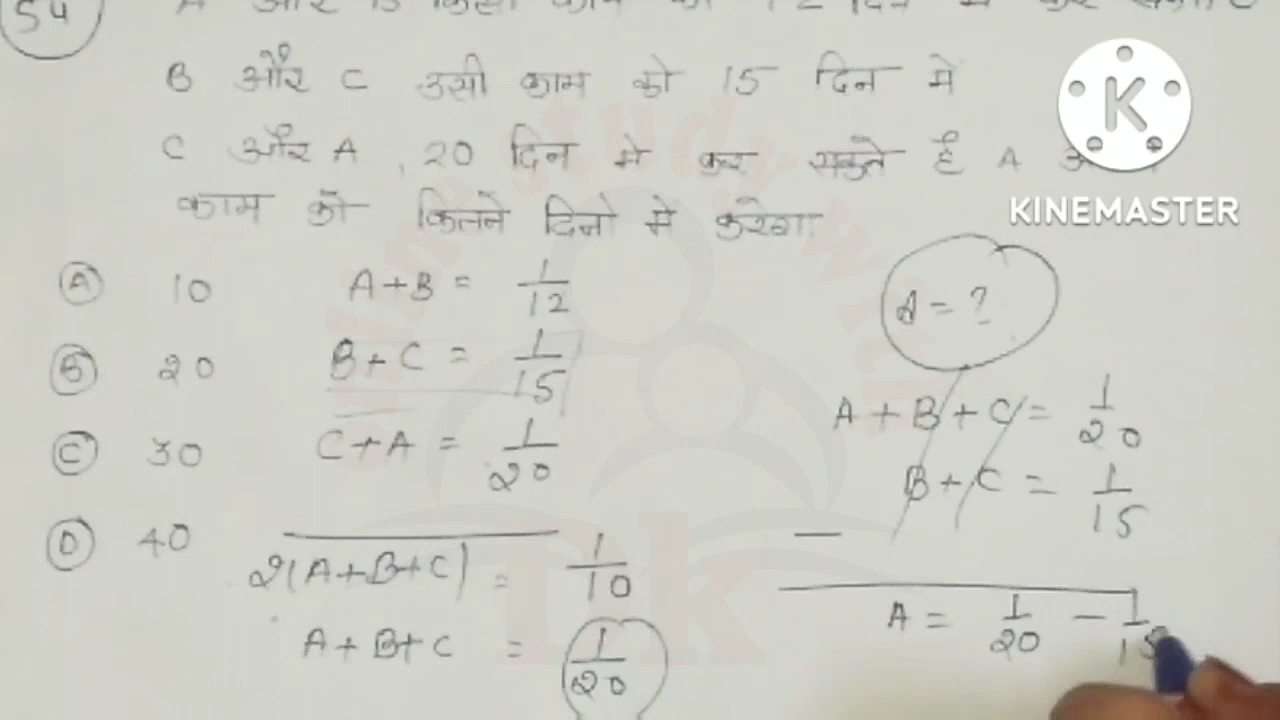 54
B और C उसी काम को 15 दिन में
C और A , 20 दिन मे कर सकते है A
काम को कितने दिनो में करेगा
KINEMASTER
A 10
B 20
C 30
D 40
A+B = 1/12
B+C = 1/15
C+A = 1/20
2(A+B+C) = 1/10
A+B+C = 1/20
A = ?
A+B+C = 1/20
B+C = 1/15
A = 1/20 - 1/15